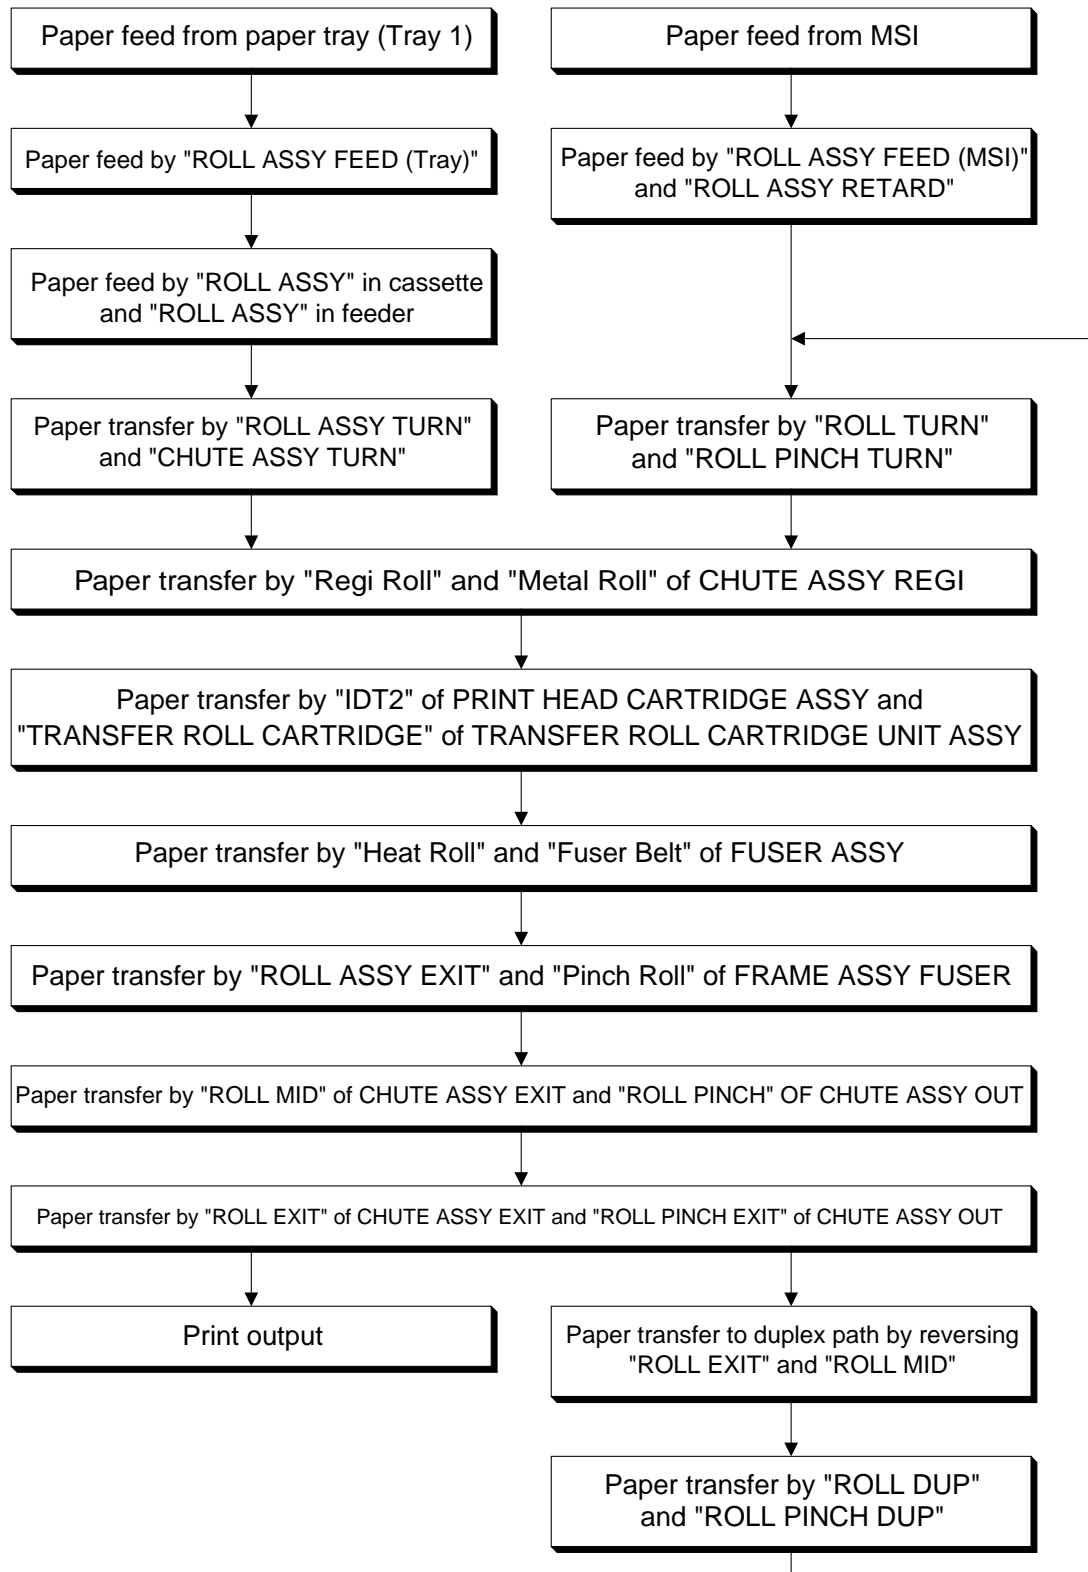 Paper feed from paper tray (Tray 1)
Paper feed from MSI
Paper feed by "ROLL ASSY FEED (Tray)"
Paper feed by "ROLL ASSY FEED (MSI)"
and "ROLL ASSY RETARD"
Paper feed by "ROLL ASSY" in cassette
and "ROLL ASSY" in feeder
Paper transfer by "ROLL ASSY TURN"
and "CHUTE ASSY TURN"
Paper transfer by "ROLL TURN"
and "ROLL PINCH TURN"
Paper transfer by "Regi Roll" and "Metal Roll" of CHUTE ASSY REGI
Paper transfer by "IDT2" of PRINT HEAD CARTRIDGE ASSY and
"TRANSFER ROLL CARTRIDGE" of TRANSFER ROLL CARTRIDGE UNIT ASSY
Paper transfer by "Heat Roll" and "Fuser Belt" of FUSER ASSY
Paper transfer by "ROLL ASSY EXIT" and "Pinch Roll" of FRAME ASSY FUSER
Paper transfer by "ROLL MID" of CHUTE ASSY EXIT and "ROLL PINCH" OF CHUTE ASSY OUT
Paper transfer by "ROLL EXIT" of CHUTE ASSY EXIT and "ROLL PINCH EXIT" of CHUTE ASSY OUT
Print output
Paper transfer to duplex path by reversing
"ROLL EXIT" and "ROLL MID"
Paper transfer by "ROLL DUP"
and "ROLL PINCH DUP"